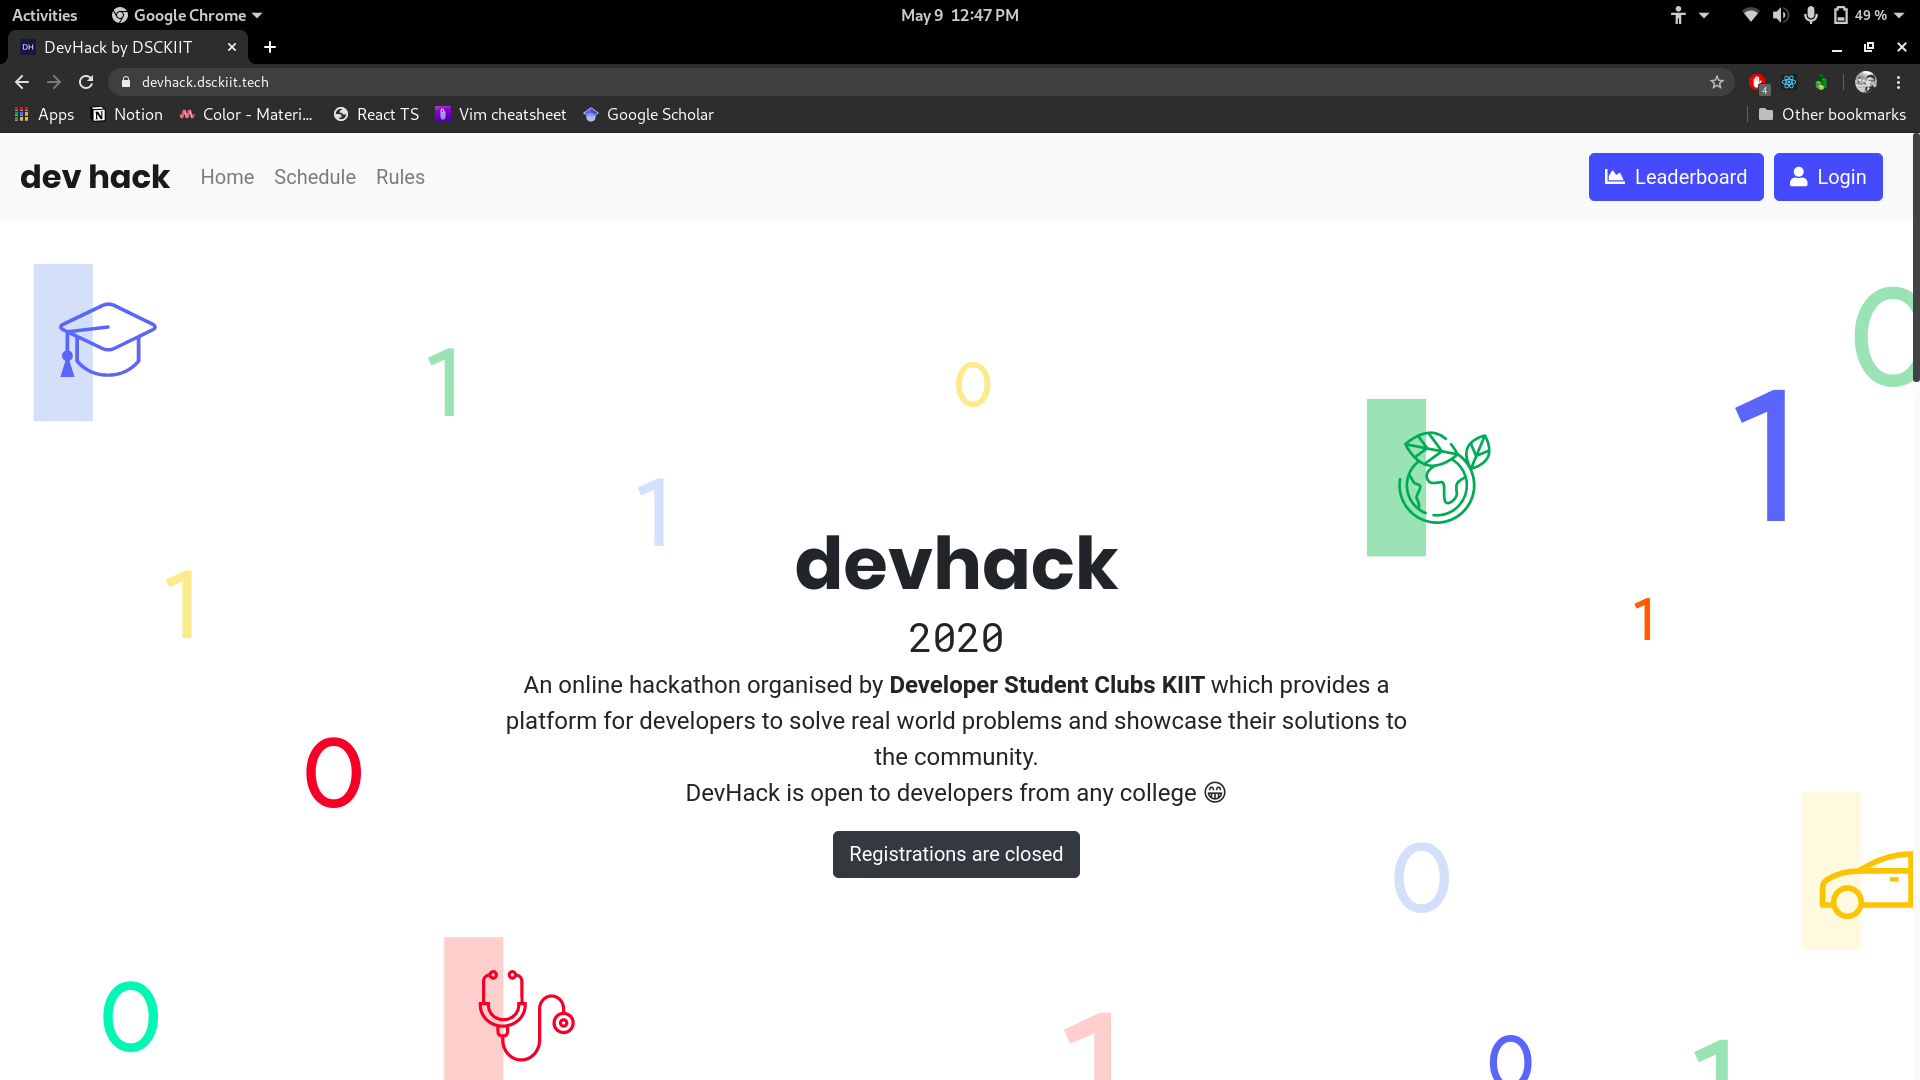 Activities Google Chrome May 9 12:47 PM 49 %
DH DevHack by DSCKIIT
devhack.dsckiit.tech 4
Apps Notion Color - Materi... React TS Vim cheatsheet Google Scholar Other bookmarks
dev hack Home Schedule Rules Leaderboard Login
0
1
0
1
1
devhack
1
1
2020
An online hackathon organised by Developer Student Clubs KIIT which provides a
platform for developers to solve real world problems and showcase their solutions to
the community.
0
DevHack is open to developers from any college 😁
Registrations are closed
0
0
1
0
1